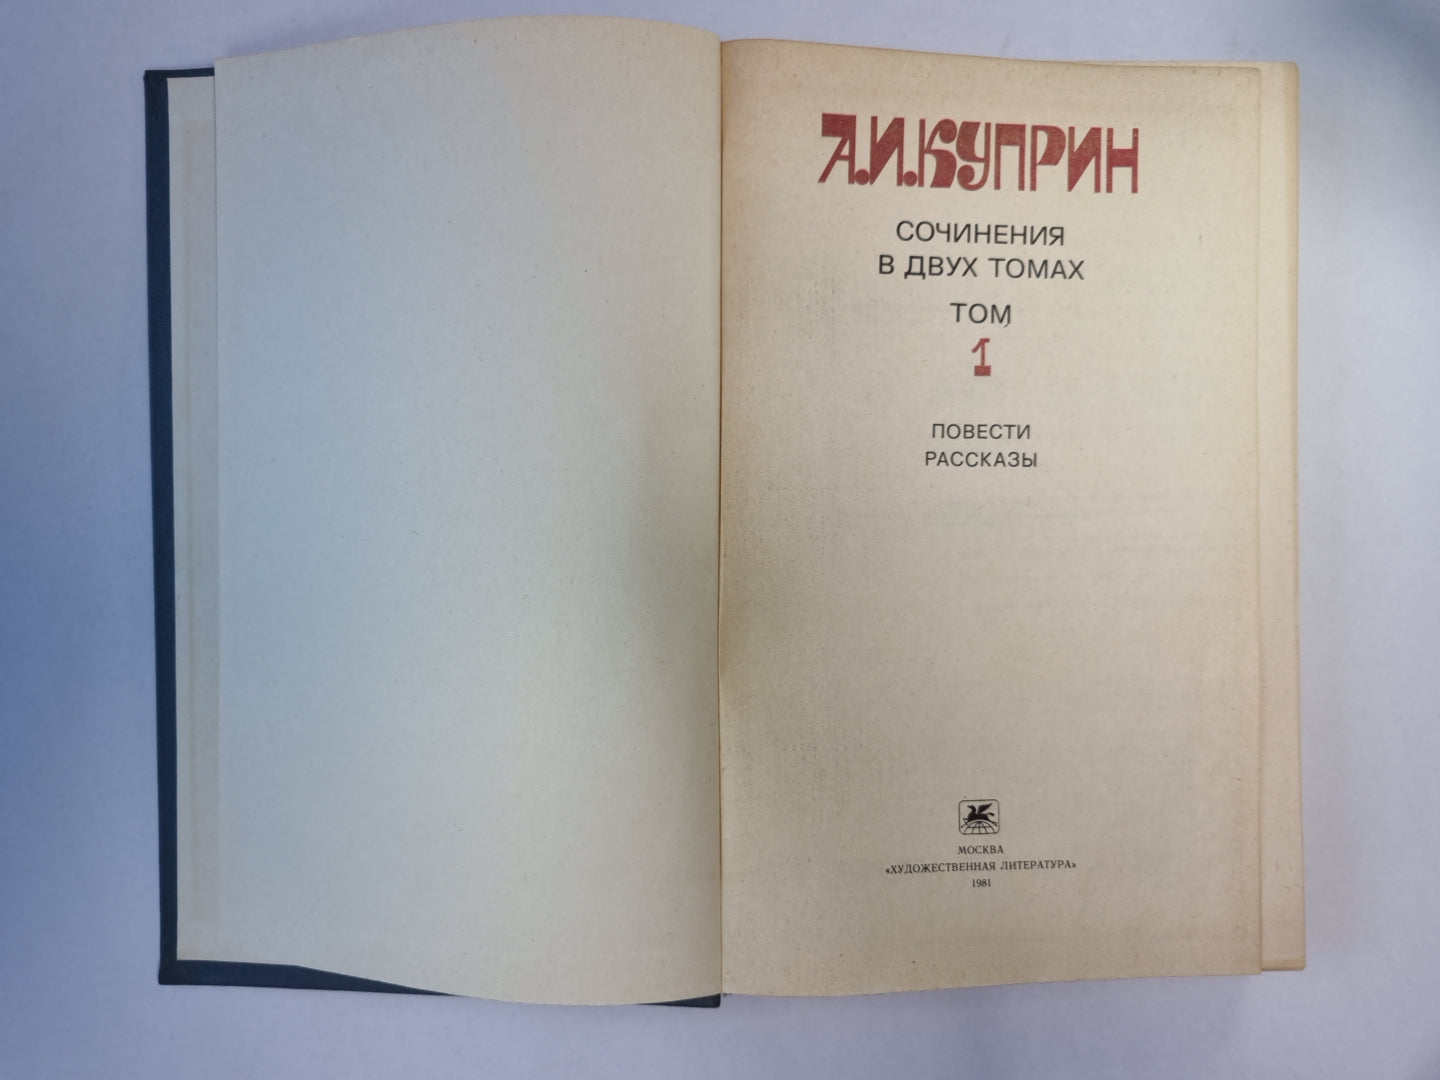 А.И.КУПРИН
СОЧИНЕНИЯ
В ДВУХ ТОМАХ
ТОМ
1
ПОВЕСТИ
РАССКАЗЫ
МОСКВА
«ХУДОЖЕСТВЕННАЯ ЛИТЕРАТУРА»
1981